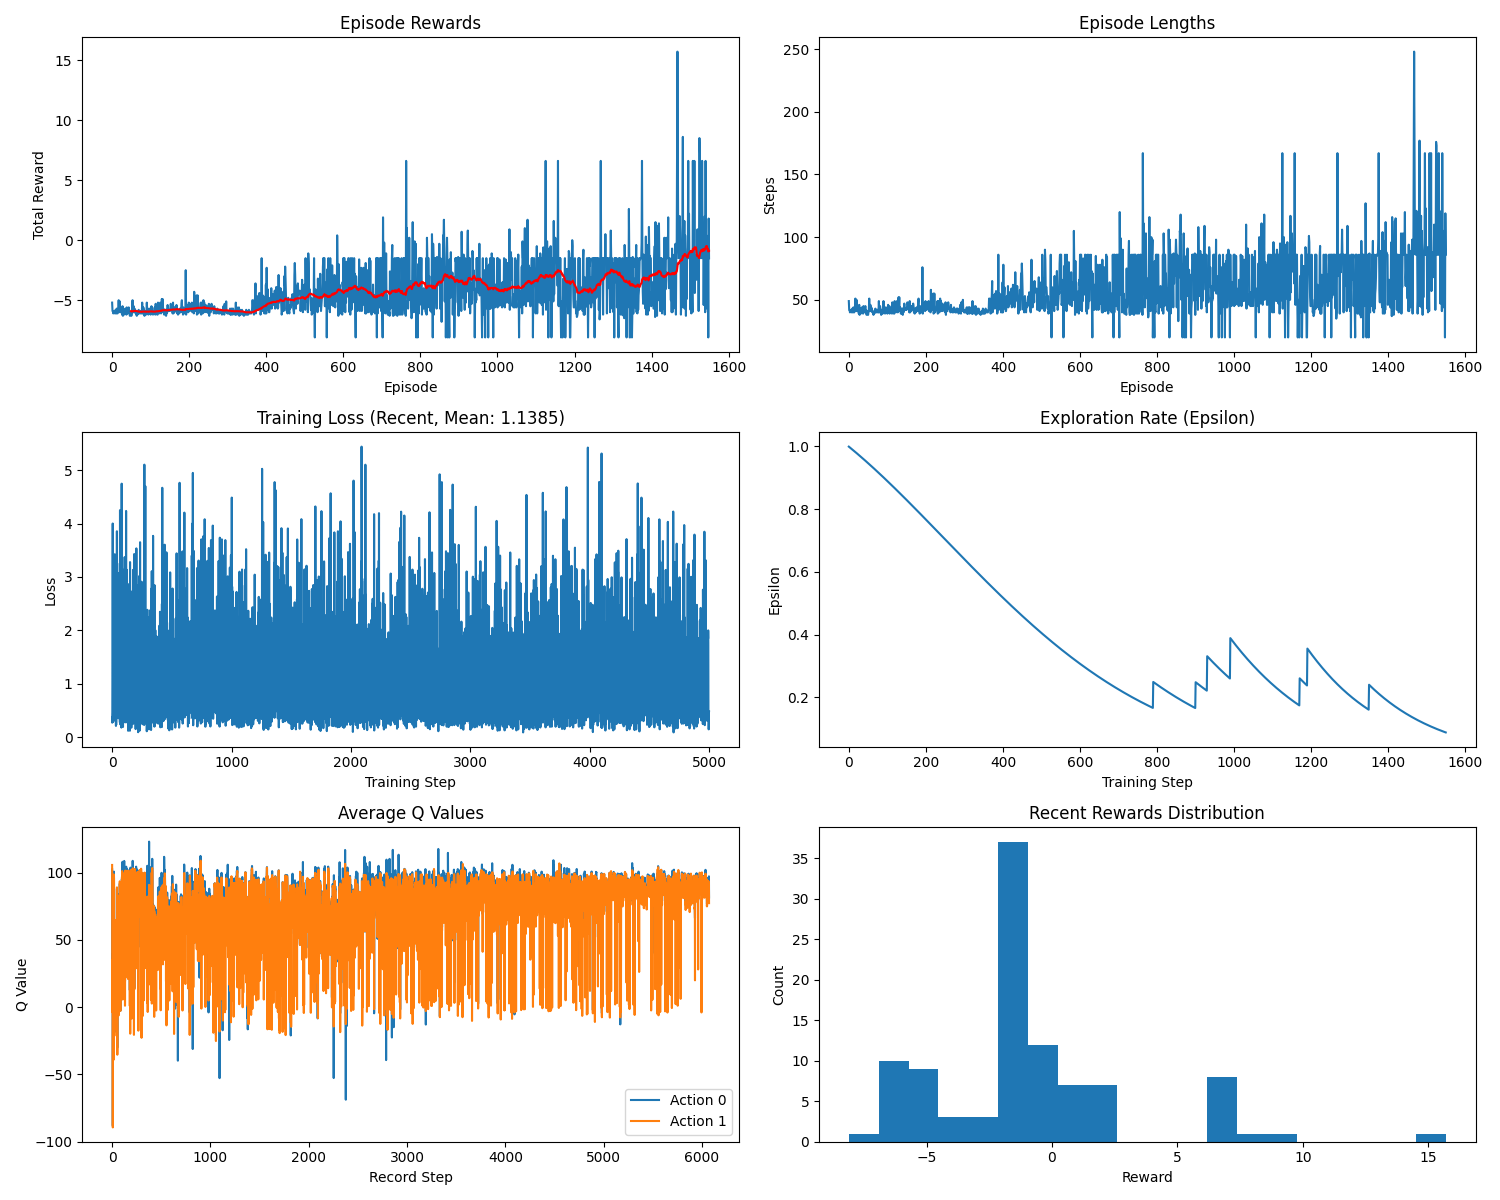 Episode Rewards
Total Reward
15
10
5
0
−5
0 200 400 600 800 1000 1200 1400 1600
Episode
Episode Lengths
Steps
250
200
150
100
50
0 200 400 600 800 1000 1200 1400 1600
Episode
Training Loss (Recent, Mean: 1.1385)
Loss
5
4
3
2
1
0
0 1000 2000 3000 4000 5000
Training Step
Exploration Rate (Epsilon)
Epsilon
1.0
0.8
0.6
0.4
0.2
0 200 400 600 800 1000 1200 1400 1600
Training Step
Average Q Values
Q Value
100
50
0
−50
−100
Action 0
Action 1
0 1000 2000 3000 4000 5000 6000
Record Step
Recent Rewards Distribution
Count
35
30
25
20
15
10
5
0
−5 0 5 10 15
Reward